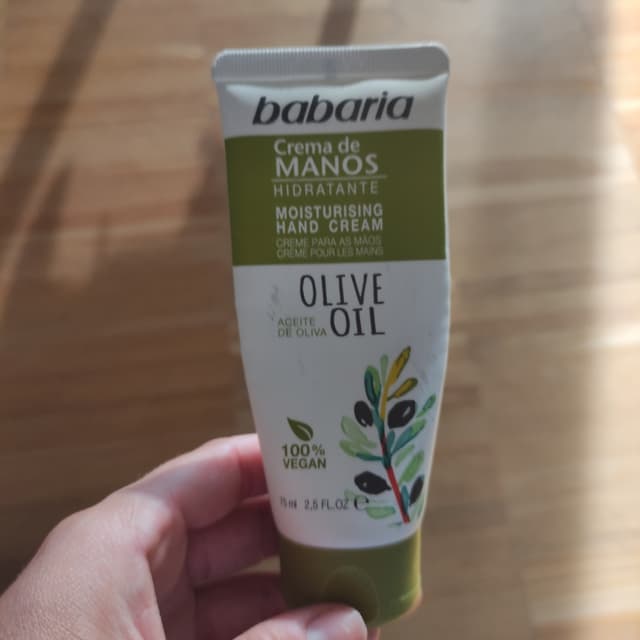 babaria
Crema de
MANOS
HIDRATANTE
MOISTURISING
HAND CREAM
CREME PARA AS MÃOS
CRÈME POUR LES MAINS
OLIVE
OIL
ACEITE
DE OLIVA
100%
VEGAN
75 ml 2,5 FL.OZ ℮